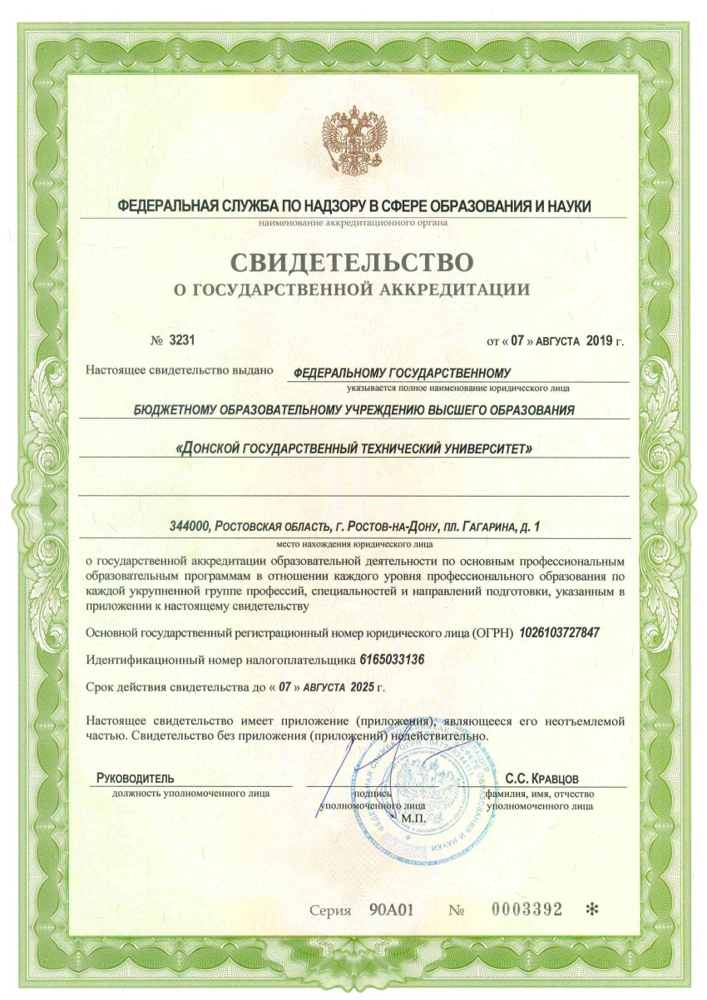 ФЕДЕРАЛЬНАЯ СЛУЖБА ПО НАДЗОРУ В СФЕРЕ ОБРАЗОВАНИЯ И НАУКИ
наименование аккредитационного органа
СВИДЕТЕЛЬСТВО
О ГОСУДАРСТВЕННОЙ АККРЕДИТАЦИИ
№ 3231 от « 07 » АВГУСТА 2019 г.
Настоящее свидетельство выдано ФЕДЕРАЛЬНОМУ ГОСУДАРСТВЕННОМУ
указывается полное наименование юридического лица
БЮДЖЕТНОМУ ОБРАЗОВАТЕЛЬНОМУ УЧРЕЖДЕНИЮ ВЫСШЕГО ОБРАЗОВАНИЯ
«ДОНСКОЙ ГОСУДАРСТВЕННЫЙ ТЕХНИЧЕСКИЙ УНИВЕРСИТЕТ»
344000, РОСТОВСКАЯ ОБЛАСТЬ, Г. РОСТОВ-НА-ДОНУ, ПЛ. ГАГАРИНА, Д. 1
место нахождения юридического лица
о государственной аккредитации образовательной деятельности по основным профессиональным
образовательным программам в отношении каждого уровня профессионального образования по
каждой укрупненной группе профессий, специальностей и направлений подготовки, указанным в
приложении к настоящему свидетельству
Основной государственный регистрационный номер юридического лица (ОГРН) 1026103727847
Идентификационный номер налогоплательщика 6165033136
Срок действия свидетельства до « 07 » АВГУСТА 2025 г.
Настоящее свидетельство имеет приложение (приложения), являющееся его неотъемлемой
частью. Свидетельство без приложения (приложений) недействительно.
РУКОВОДИТЕЛЬ С.С. КРАВЦОВ
должность уполномоченного лица подпись фамилия, имя, отчество
уполномоченного лица уполномоченного лица
М.П.
Серия 90А01 № 0003392 *